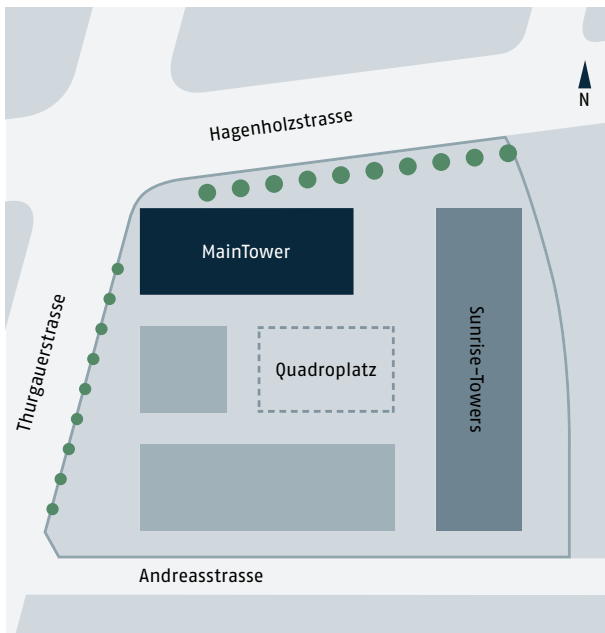 Hagenholzstrasse
N
MainTower
Sunrise-Towers
Thurgauerstrasse
Quadroplatz
Andreasstrasse